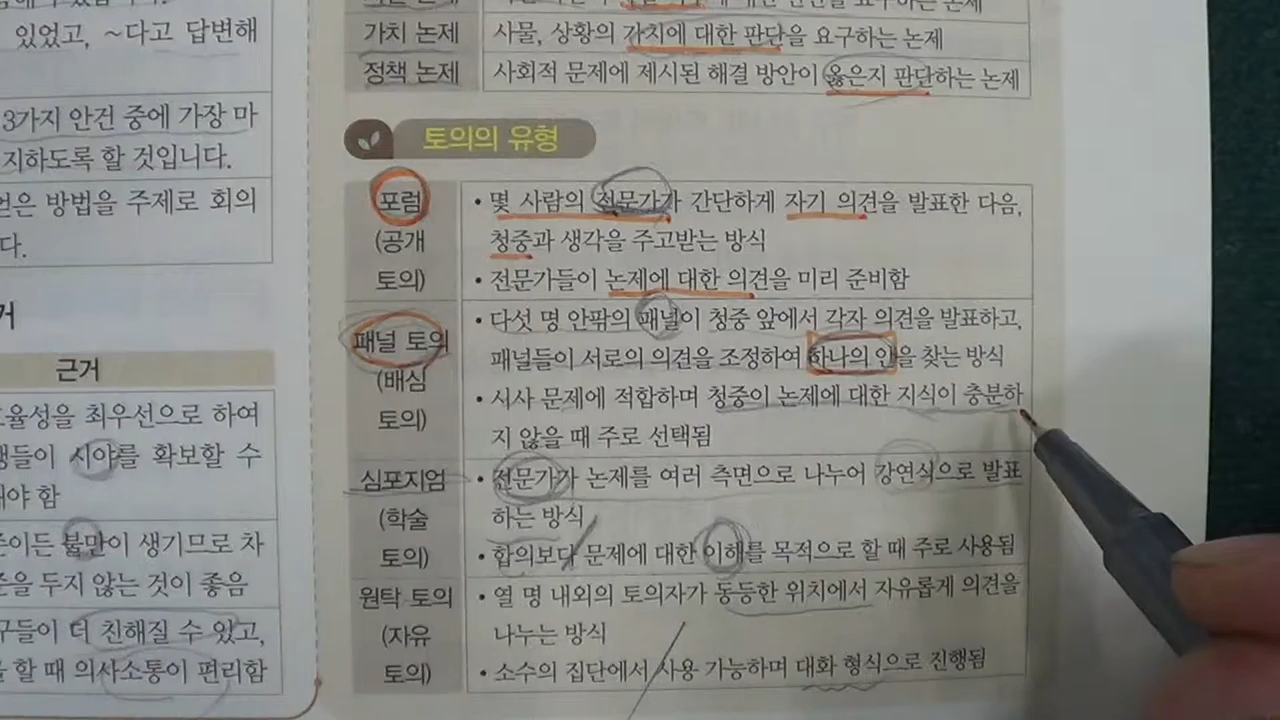 있었고, ~다고 답변해
3가지 안건 중에 가장 마
지하도록 할 것입니다.
은 방법을 주제로 회의
다.
거
근거
율성을 최우선으로 하여
들이 시야를 확보할 수
해야 함
이든 불만이 생기므로 차
준을 두지 않는 것이 좋음
구들이 더 친해질 수 있고,
을 할 때 의사소통이 편리함
가치 논제
사물, 상황의 가치에 대한 판단을 요구하는 논제
정책 논제
사회적 문제에 제시된 해결 방안이 옳은지 판단하는 논제
토의의 유형
포럼
(공개
토의)
• 몇 사람의 전문가가 간단하게 자기 의견을 발표한 다음,
청중과 생각을 주고받는 방식
• 전문가들이 논제에 대한 의견을 미리 준비함
패널 토의
(배심
토의)
• 다섯 명 안팎의 패널이 청중 앞에서 각자 의견을 발표하고,
패널들이 서로의 의견을 조정하여 하나의 안을 찾는 방식
• 시사 문제에 적합하며 청중이 논제에 대한 지식이 충분하
지 않을 때 주로 선택됨
심포지엄
(학술
토의)
• 전문가가 논제를 여러 측면으로 나누어 강연식으로 발표
하는 방식
• 합의보다 문제에 대한 이해를 목적으로 할 때 주로 사용됨
원탁 토의
(자유
토의)
• 열 명 내외의 토의자가 동등한 위치에서 자유롭게 의견을
나누는 방식
• 소수의 집단에서 사용 가능하며 대화 형식으로 진행됨